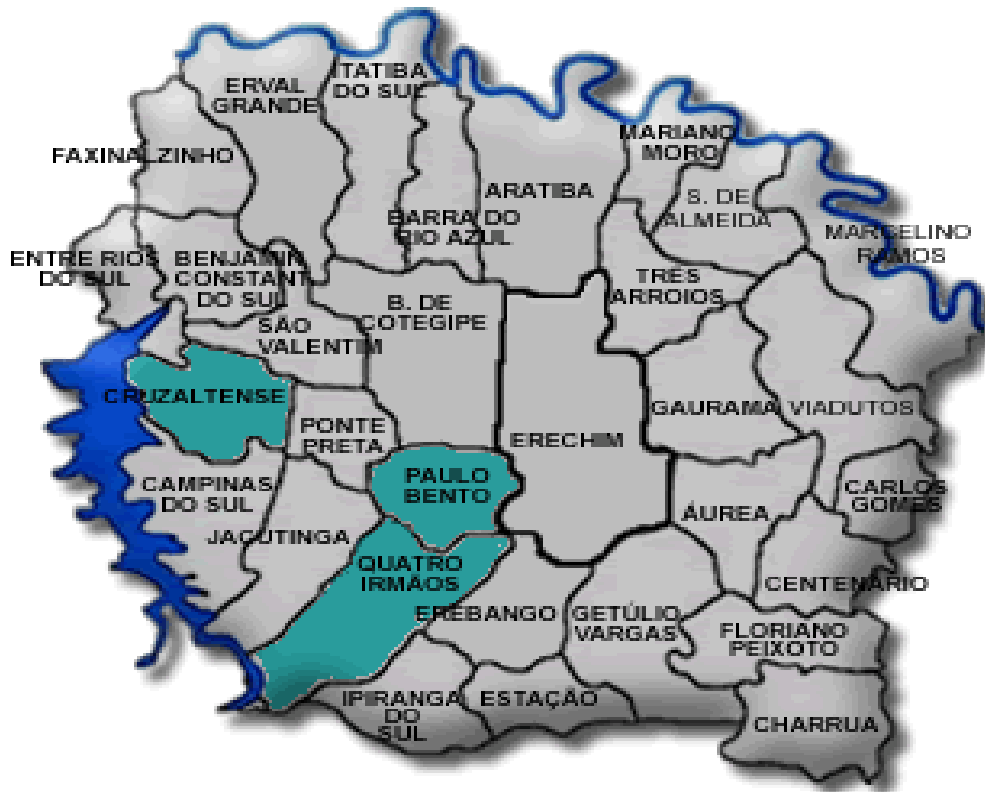 ERVAL
GRANDE
ITATIBA
DO SUL
FAXINALZINHO
MARIANO
MORO
ARATIBA
S. DE
ALMEIDA
BARRA DO
RIO AZUL
MARCELINO
RAMOS
ENTRE RIOS
DO SUL
BENJAMIN
CONSTANT
DO SUL
TRÊS
ARROIOS
B. DE
COTEGIPE
SÃO
VALENTIM
CRUZALTENSE
GAURAMA
VIADUTOS
PONTE
PRETA
ERECHIM
PAULO
BENTO
CAMPINAS
DO SUL
CARLOS
GOMES
ÁUREA
JACUTINGA
QUATRO
IRMÃOS
CENTENÁRIO
EREBANGO
GETÚLIO
VARGAS
FLORIANO
PEIXOTO
IPIRANGA
DO
SUL
ESTAÇÃO
CHARRUA